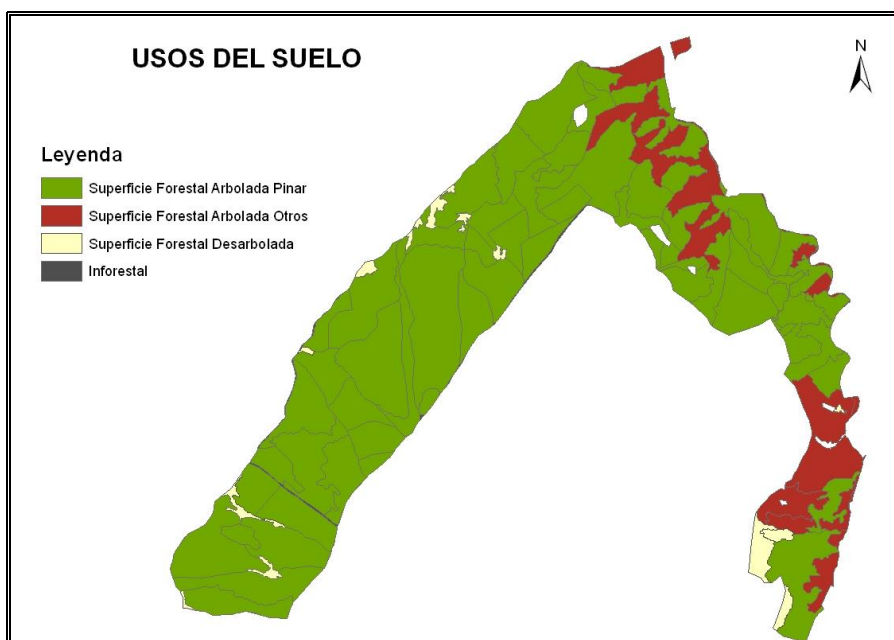 USOS DEL SUELO
N
Leyenda
Superficie Forestal Arbolada Pinar
Superficie Forestal Arbolada Otros
Superficie Forestal Desarbolada
Inforestal